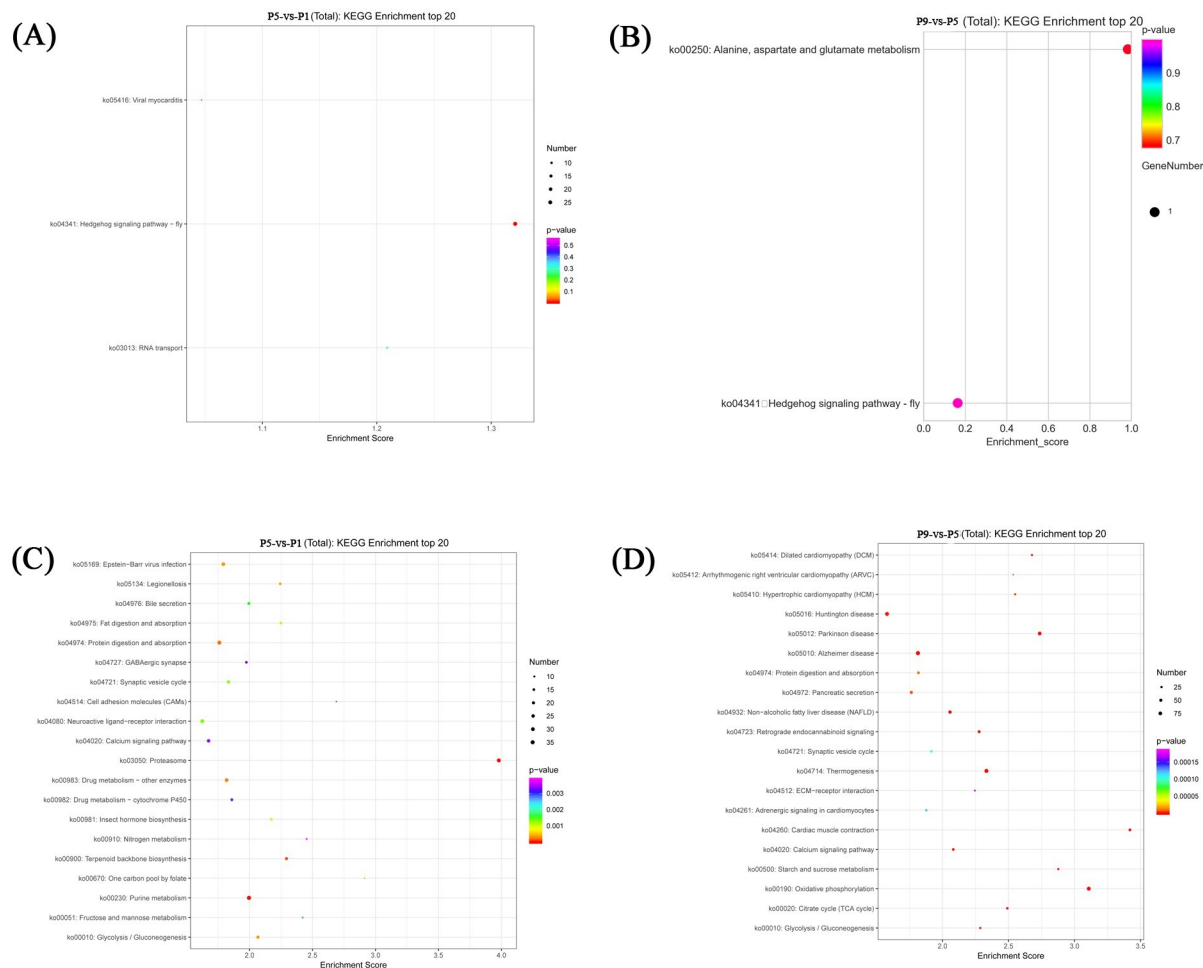 (A)
P5-vs-P1 (Total): KEGG Enrichment top 20
ko05416: Viral myocarditis
ko04341: Hedgehog signaling pathway − fly
ko03013: RNA transport
1.1 1.2 1.3
Enrichment Score
Number
10
15
20
25
p−value
0.5
0.4
0.3
0.2
0.1
(B)
P9-vs-P5 (Total): KEGG Enrichment top 20
ko00250: Alanine, aspartate and glutamate metabolism
ko04341□Hedgehog signaling pathway - fly
0.0 0.2 0.4 0.6 0.8 1.0
Enrichment_score
p-value
0.9
0.8
0.7
GeneNumber
1
(C)
P5-vs-P1 (Total): KEGG Enrichment top 20
ko05169: Epstein−Barr virus infection
ko05134: Legionellosis
ko04976: Bile secretion
ko04975: Fat digestion and absorption
ko04974: Protein digestion and absorption
ko04727: GABAergic synapse
ko04721: Synaptic vesicle cycle
ko04514: Cell adhesion molecules (CAMs)
ko04080: Neuroactive ligand−receptor interaction
ko04020: Calcium signaling pathway
ko03050: Proteasome
ko00983: Drug metabolism − other enzymes
ko00982: Drug metabolism − cytochrome P450
ko00981: Insect hormone biosynthesis
ko00910: Nitrogen metabolism
ko00900: Terpenoid backbone biosynthesis
ko00670: One carbon pool by folate
ko00230: Purine metabolism
ko00051: Fructose and mannose metabolism
ko00010: Glycolysis / Gluconeogenesis
2.0 2.5 3.0 3.5 4.0
Enrichment Score
Number
10
15
20
25
30
35
p−value
0.003
0.002
0.001
(D)
P9-vs-P5 (Total): KEGG Enrichment top 20
ko05414: Dilated cardiomyopathy (DCM)
ko05412: Arrhythmogenic right ventricular cardiomyopathy (ARVC)
ko05410: Hypertrophic cardiomyopathy (HCM)
ko05016: Huntington disease
ko05012: Parkinson disease
ko05010: Alzheimer disease
ko04974: Protein digestion and absorption
ko04972: Pancreatic secretion
ko04932: Non−alcoholic fatty liver disease (NAFLD)
ko04723: Retrograde endocannabinoid signaling
ko04721: Synaptic vesicle cycle
ko04714: Thermogenesis
ko04512: ECM−receptor interaction
ko04261: Adrenergic signaling in cardiomyocytes
ko04260: Cardiac muscle contraction
ko04020: Calcium signaling pathway
ko00500: Starch and sucrose metabolism
ko00190: Oxidative phosphorylation
ko00020: Citrate cycle (TCA cycle)
ko00010: Glycolysis / Gluconeogenesis
2.0 2.5 3.0 3.5
Enrichment Score
Number
25
50
75
p−value
0.00015
0.00010
0.00005